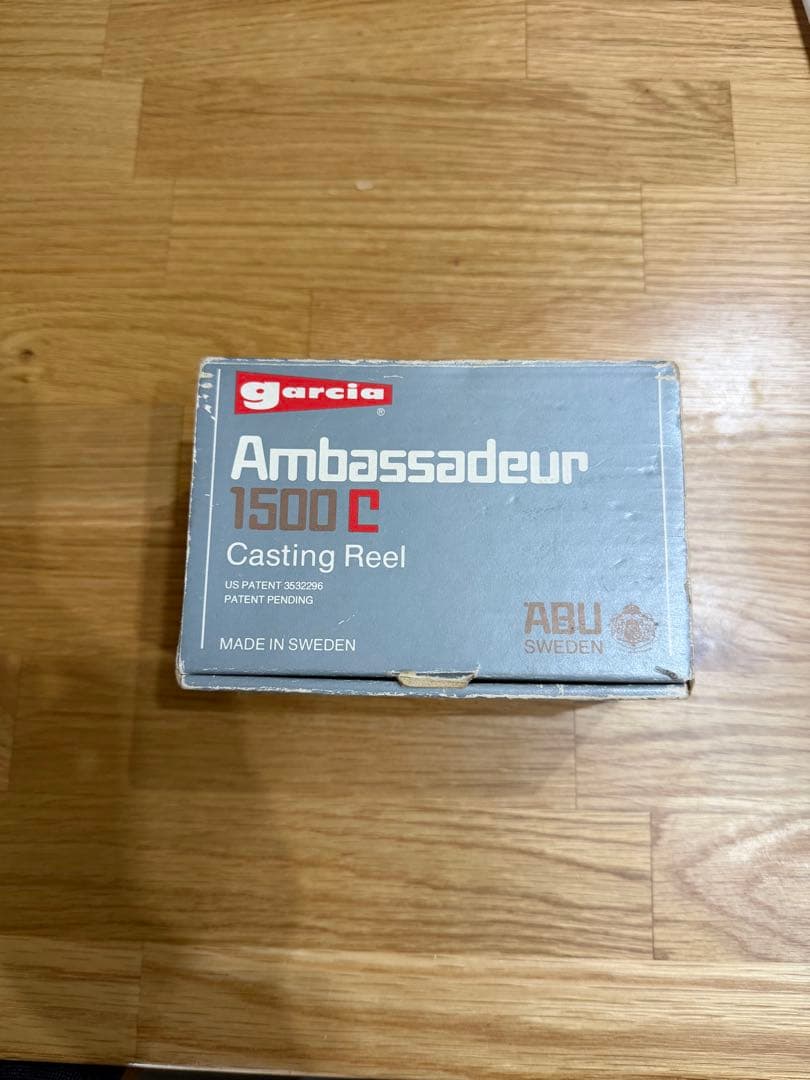 garcia
®
Ambassadeur
1500 C
Casting Reel
US PATENT 3532296
PATENT PENDING
MADE IN SWEDEN
ABU
SWEDEN